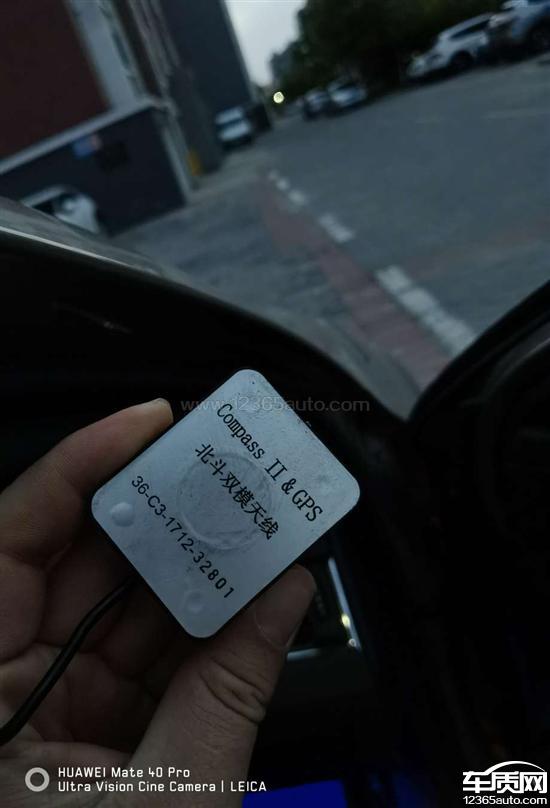 www.12365auto.com
Compass II & GPS
北斗双模天线
36-C3-1712-32801
HUAWEI Mate 40 Pro
Ultra Vision Cine Camera | LEICA
车质网
12365auto.com